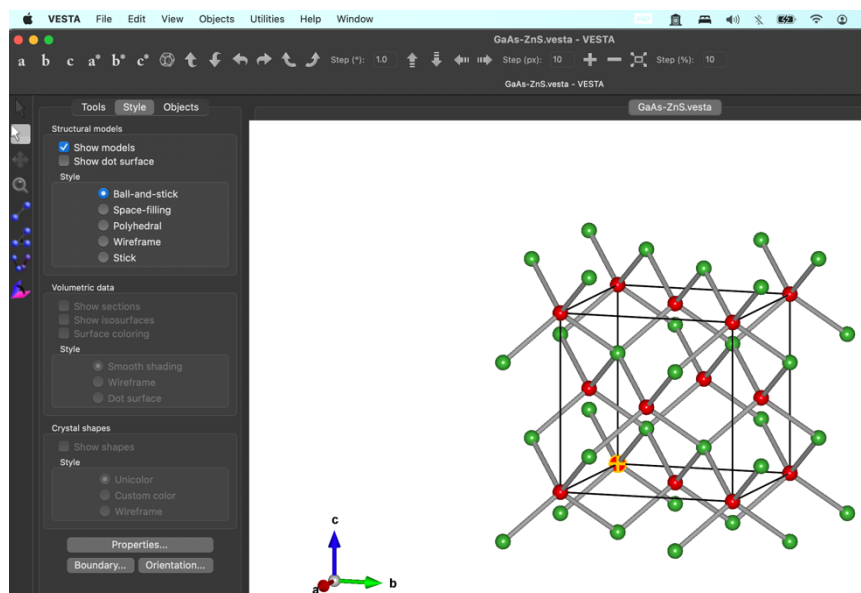 VESTA File Edit View Objects Utilities Help Window
GaAs-ZnS.vesta - VESTA
a b c a* b* c* Step (°): 1.0 Step (px): 10 Step (%): 10
GaAs-ZnS.vesta - VESTA
Tools Style Objects
GaAs-ZnS.vesta
Structural models
Show models
Show dot surface
Style
Ball-and-stick
Space-filling
Polyhedral
Wireframe
Stick
Volumetric data
Show sections
Show isosurfaces
Surface coloring
Style
Smooth shading
Wireframe
Dot surface
Crystal shapes
Show shapes
Style
Unicolor
Custom color
Wireframe
Properties...
Boundary... Orientation...
c
b
a